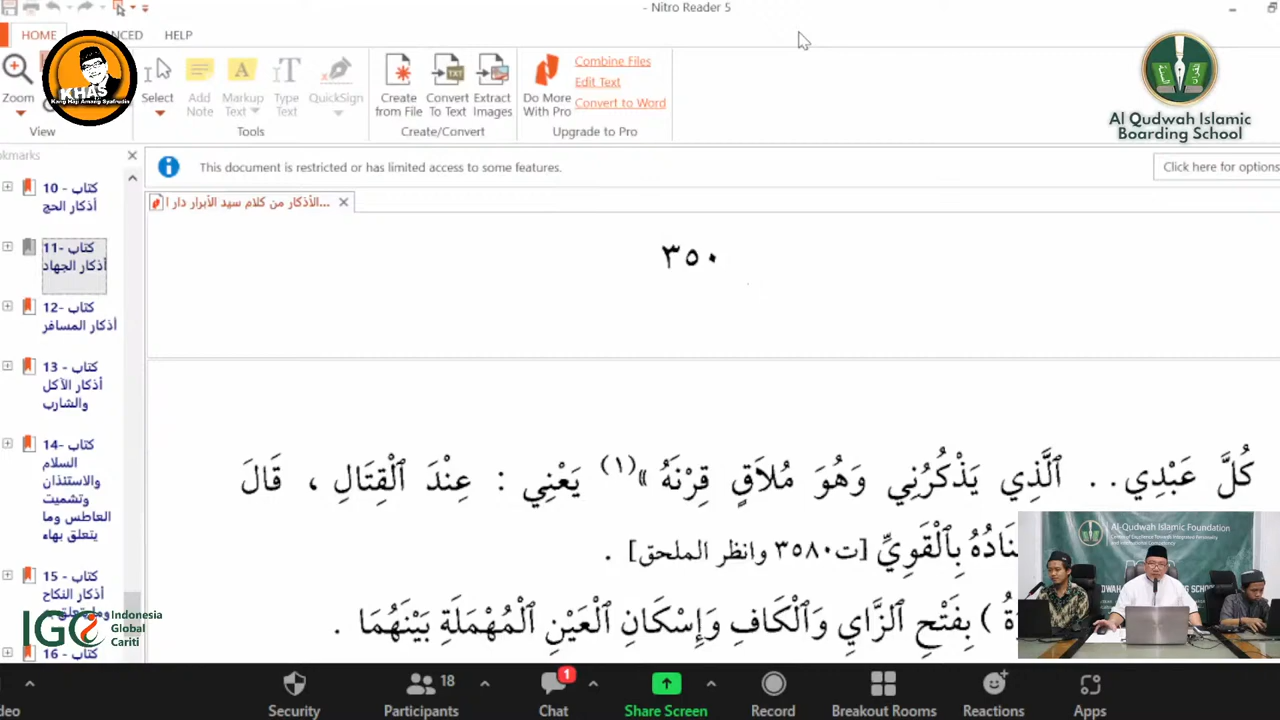 - Nitro Reader 5
HOME
HELP
Zoom
Select
Add Note
Markup Text
Type Text
QuickSign
Create from File
Convert To Text
Extract Images
Do More With Pro
Combine Files
Edit Text
Convert to Word
View
Tools
Create/Convert
Upgrade to Pro
KHAS
Kang Haji Amang Syafrudin
Al Qudwah Islamic
Boarding School
This document is restricted or has limited access to some features.
Click here for options
الأذكار من كلام سيد الأبرار دار ا...
10 - كتاب
أذكار الحج
11- كتاب
أذكار الجهاد
12- كتاب
أذكار المسافر
13 - كتاب
أذكار الآكل
والشارب
14- كتاب
السلام
والاستئذان
وتشميت
العاطس وما
يتعلق بهاء
15 - كتاب
أذكار النكاح
16 - كتاب
٣٥٠
كُلَّ عَبْدِي.. ٱلَّذِي يَذْكُرُنِي وَهُوَ مُلاَقٍ قِرْنَهُ»(١) يَعْنِي : عِنْدَ ٱلْقِتَالِ ، قَالَ
بِٱلْقَوِيِّ [ت٣٥٨٠ وانظر الملحق] .
) بِفَتْحِ ٱلزَّايِ وَٱلْكَافِ وَإِسْكَانِ ٱلْعَيْنِ ٱلْمُهْمَلَةِ بَيْنَهُمَا .
IGC
Indonesia
Global
Cariti
Al-Qudwah Islamic Foundation
Security
Participants
18
Chat
1
Share Screen
Record
Breakout Rooms
Reactions
Apps